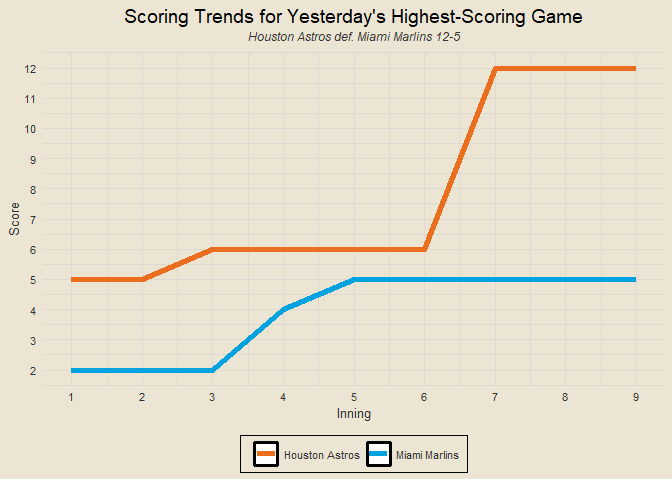 Scoring Trends for Yesterday's Highest-Scoring Game
Houston Astros def. Miami Marlins 12-5
12
11
10
9
8
7
6
5
4
3
2
Score
1 2 3 4 5 6 7 8 9
Inning
Houston Astros Miami Marlins